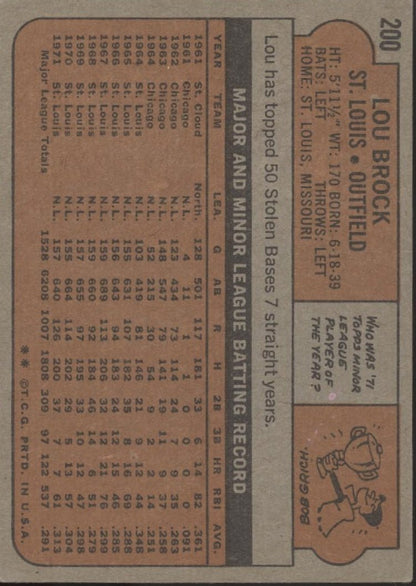 200
LOU BROCK
ST. LOUIS • OUTFIELD
HT: 5'11½" WT: 170 BORN: 6-18-39
BATS: LEFT THROWS: LEFT
HOME: ST. LOUIS, MISSOURI
WHO WAS '71
TOPPS MINOR
LEAGUE
PLAYER OF
THE YEAR?
BOB GRICH.
Lou has topped 50 Stolen Bases 7 straight years.
MAJOR AND MINOR LEAGUE BATTING RECORD
YEAR TEAM LEA. G AB R H 2B 3B HR RBI AVG.
1961 St. Cloud North. 128 501 117 181 33 6 14 82 .361
1961 Chicago N.L. 4 11 1 1 0 0 0 0 .091
1962 Chicago N.L. 123 434 73 114 24 7 9 35 .263
1963 Chicago N.L. 148 547 79 141 19 11 9 37 .258
1964 Chicago N.L. 52 215 30 54 9 2 2 14 .251
1964 St. Louis N.L. 103 419 81 146 21 9 12 44 .348
1965 St. Louis N.L. 155 631 107 182 35 8 16 69 .288
1966 St. Louis N.L. 156 643 94 183 24 12 15 46 .285
1967 St. Louis N.L. 159 689 113 206 32 12 21 76 .299
1968 St. Louis N.L. 159 660 92 184 46 14 6 51 .279
1969 St. Louis N.L. 157 655 97 195 33 10 12 47 .298
1970 St. Louis N.L. 155 664 114 202 29 5 13 57 .304
1971 St. Louis N.L. 157 640 126 200 37 7 7 61 .313
Major League Totals 1528 6208 1007 1808 309 97 122 537 .291
** © T.C.G. PRTD. IN U.S.A.